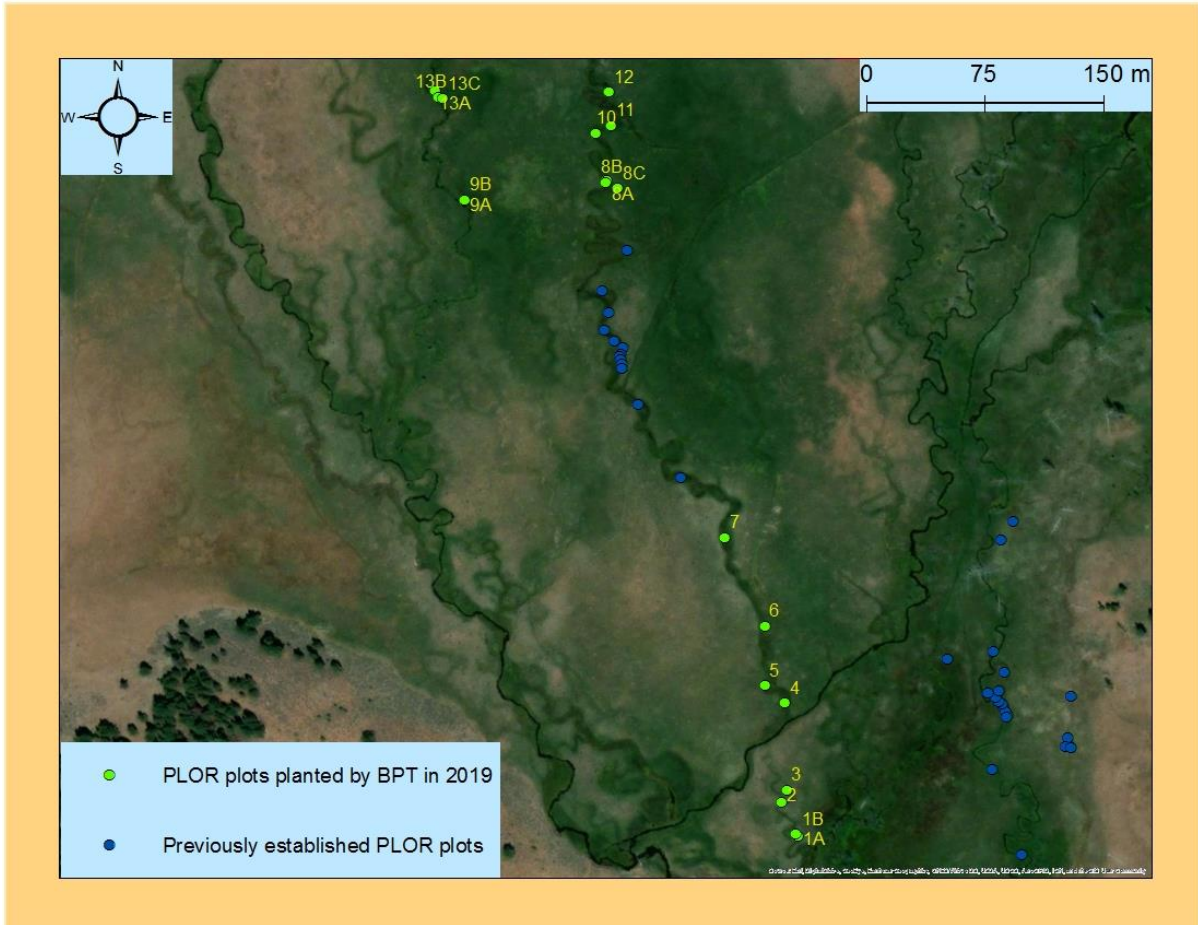 N
W
E
S
0 75 150 m
13B 13C
13A
12
11
10
8B 8C
8A
9B
9A
7
6
5
4
3
2
1B
1A
PLOR plots planted by BPT in 2019
Previously established PLOR plots